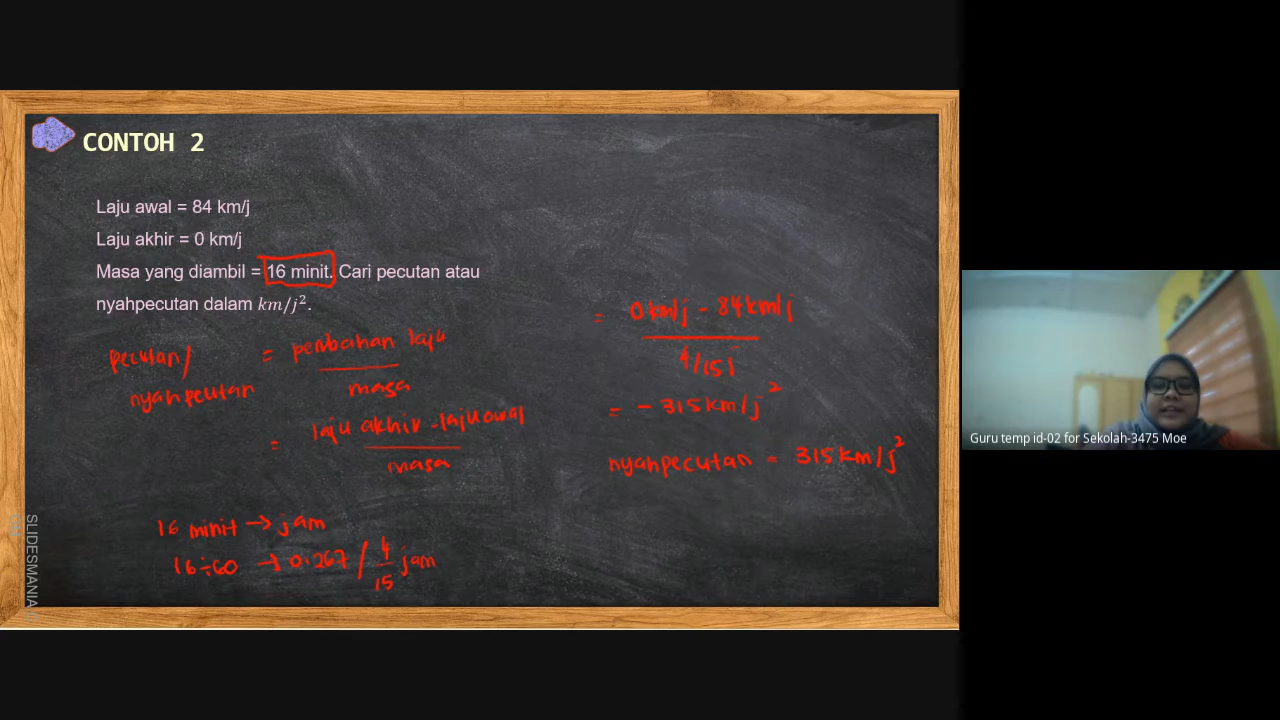 CONTOH 2
Laju awal = 84 km/j
Laju akhir = 0 km/j
Masa yang diambil = 16 minit. Cari pecutan atau
nyahpecutan dalam km/j².
pecutan/
nyahpecutan
= perubahan laju
masa
= laju akhir - laju awal
masa
16 minit → jam
16÷60 → 0.267 / 4/15 jam
= 0 km/j - 84 km/j
4/15 j
= - 315 km/j²
nyahpecutan = 315 km/j²
SLIDESMANIA
Guru temp id-02 for Sekolah-3475 Moe